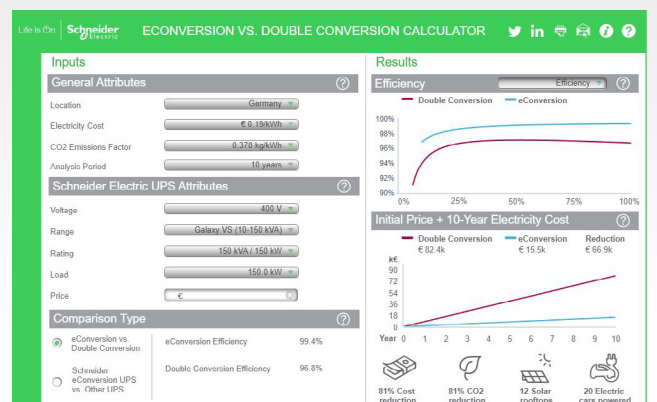 Life Is On Schneider Electric ECONVERSION VS. DOUBLE CONVERSION CALCULATOR
Inputs
General Attributes ?
Location Germany
Electricity Cost € 0.19/kWh
CO2 Emissions Factor 0.378 kg/kWh
Analysis Period 10 years
Schneider Electric UPS Attributes ?
Voltage 400 V
Range Galaxy VS (10-150 kVA)
Rating 150 kVA / 150 kW
Load 150.0 kW
Price €
Comparison Type ?
eConversion vs. Double Conversion
eConversion Efficiency 99.4%
Schneider eConversion UPS vs. Other UPS
Double Conversion Efficiency 96.8%
Results
Efficiency Efficiency ?
Double Conversion eConversion
100%
98%
96%
94%
92%
90%
0% 25% 50% 75% 100%
Initial Price + 10-Year Electricity Cost ?
Double Conversion eConversion Reduction
€ 82.4k € 15.5k € 66.9k
k€
90
72
54
36
18
0
Year 0 1 2 3 4 5 6 7 8 9 10
81% Cost reduction
81% CO2 reduction
12 Solar rooftops
20 Electric cars powered